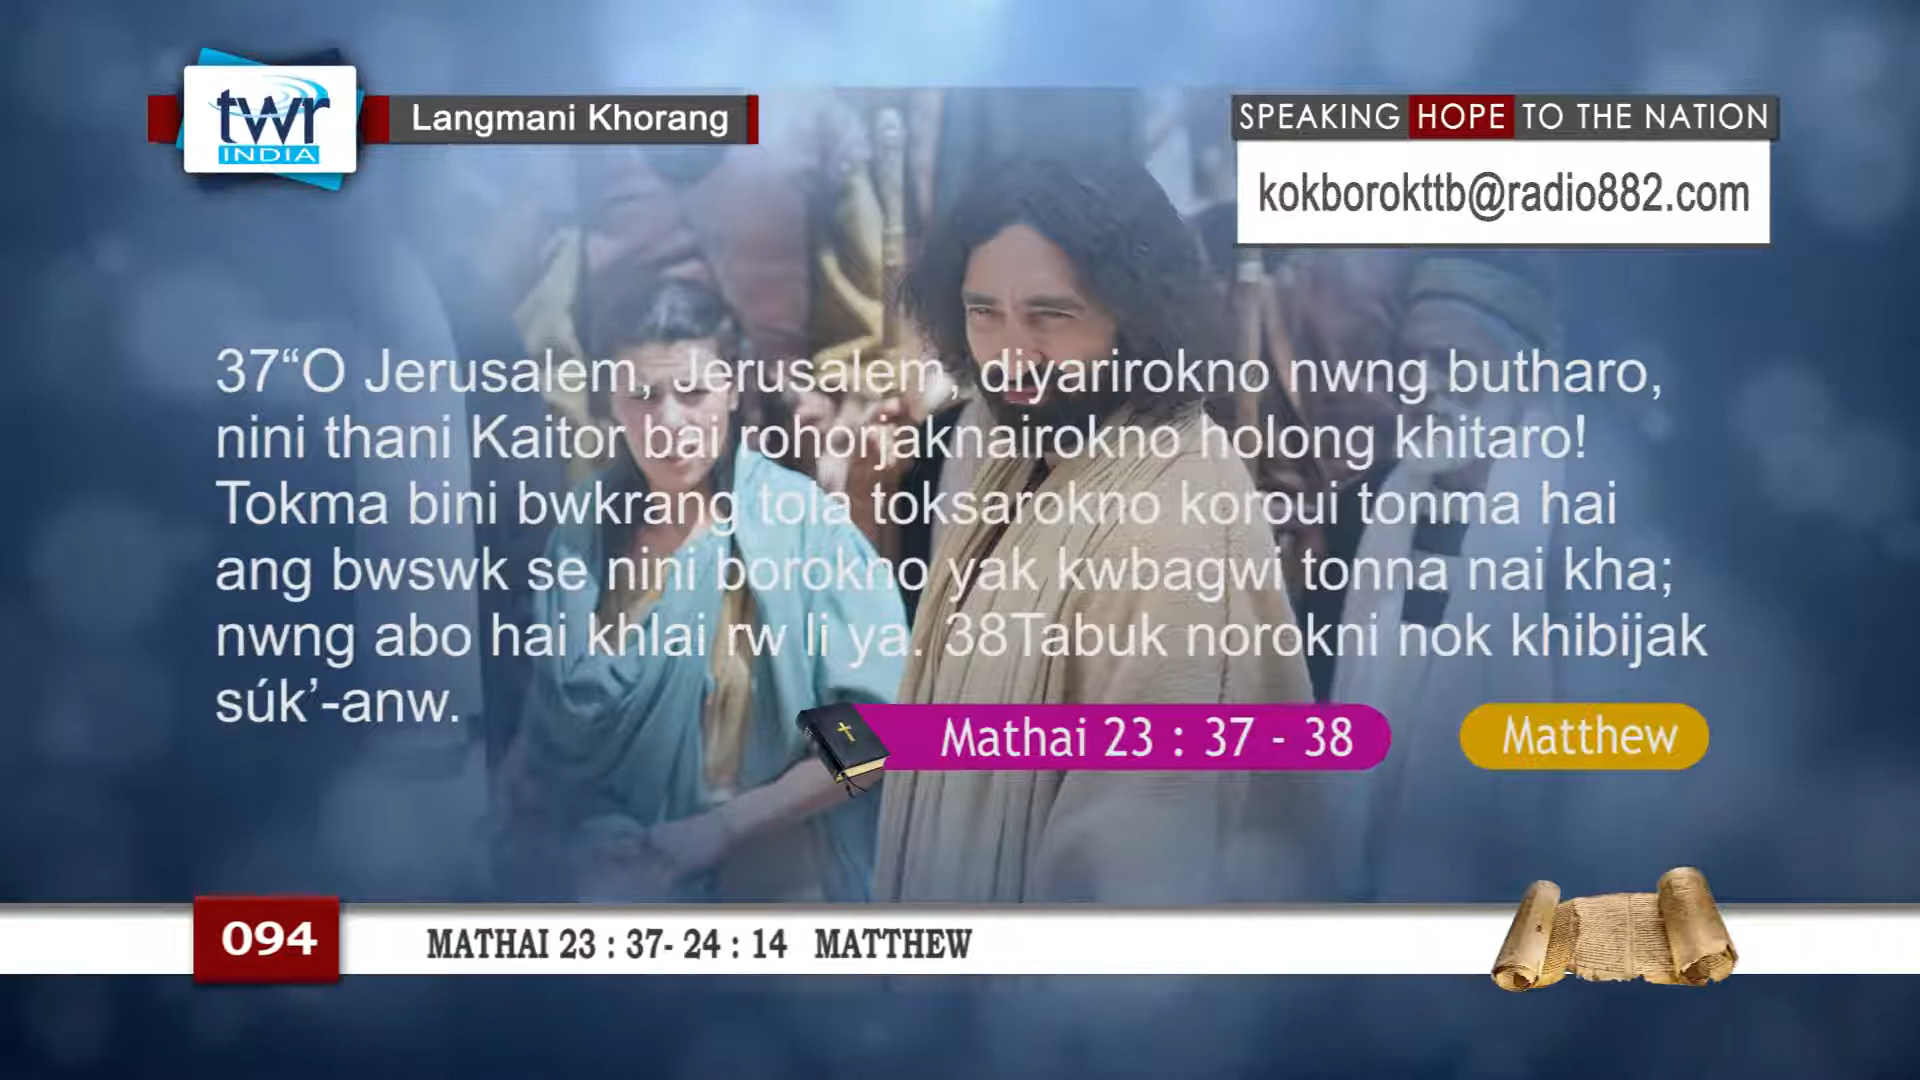 twr
INDIA
Langmani Khorang
SPEAKING HOPE TO THE NATION
kokborokttb@radio882.com
37“O Jerusalem, Jerusalem, diyarirokno nwng butharo,
nini thani Kaitor bai rohorjaknairokno holong khitaro!
Tokma bini bwkrang tola toksarokno koroui tonma hai
ang bwswk se nini borokno yak kwbagwi tonna nai kha;
nwng abo hai khlai rw li ya. 38Tabuk norokni nok khibijak
súk’-anw.
Mathai 23 : 37 - 38
Matthew
094
MATHAI 23 : 37- 24 : 14 MATTHEW